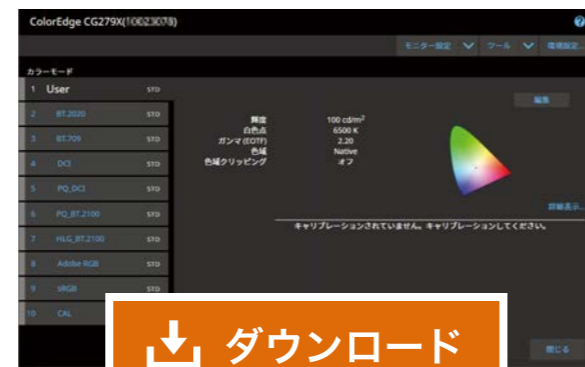 ColorEdge CG279X(10023078)
?
モニター設定 ツール 環境設定...
カラーモード
1 User STD
2 BT.2020 STD
3 BT.709 STD
4 DCI STD
5 PQ_DCI STD
6 PQ_BT.2100 STD
7 HLG_BT.2100 STD
8 Adobe RGB STD
9 sRGB STD
10 CAL
編集
輝度 100 cd/m²
白色点 6500 K
ガンマ (EOTF) 2.20
色域 Native
色域クリッピング オフ
詳細表示...
キャリブレーションされていません。キャリブレーションしてください。
ダウンロード
閉じる